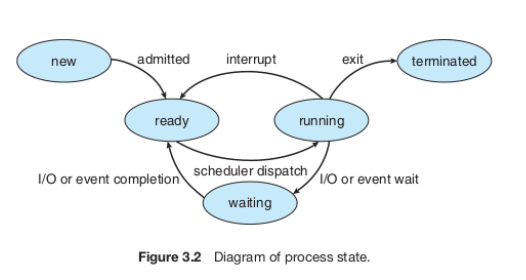 new
admitted
interrupt
exit
terminated
ready
running
I/O or event completion
scheduler dispatch
I/O or event wait
waiting
Figure 3.2 Diagram of process state.